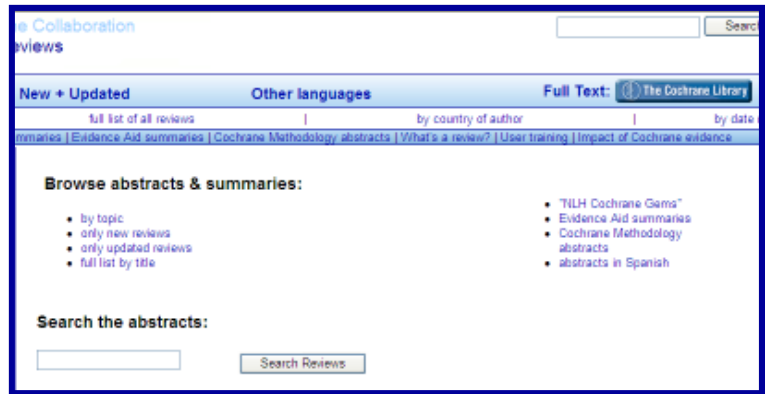 e Collaboration
Searc
eviews
New + Updated Other languages Full Text: The Cochrane Library
full list of all reviews | by country of author | by date
mmaries | Evidence Aid summaries | Cochrane Methodology abstracts | What's a review? | User training | Impact of Cochrane evidence
Browse abstracts & summaries:
• by topic
• only new reviews
• only updated reviews
• full list by title
• "NLH Cochrane Gems"
• Evidence Aid summaries
• Cochrane Methodology
abstracts
• abstracts in Spanish
Search the abstracts:
Search Reviews